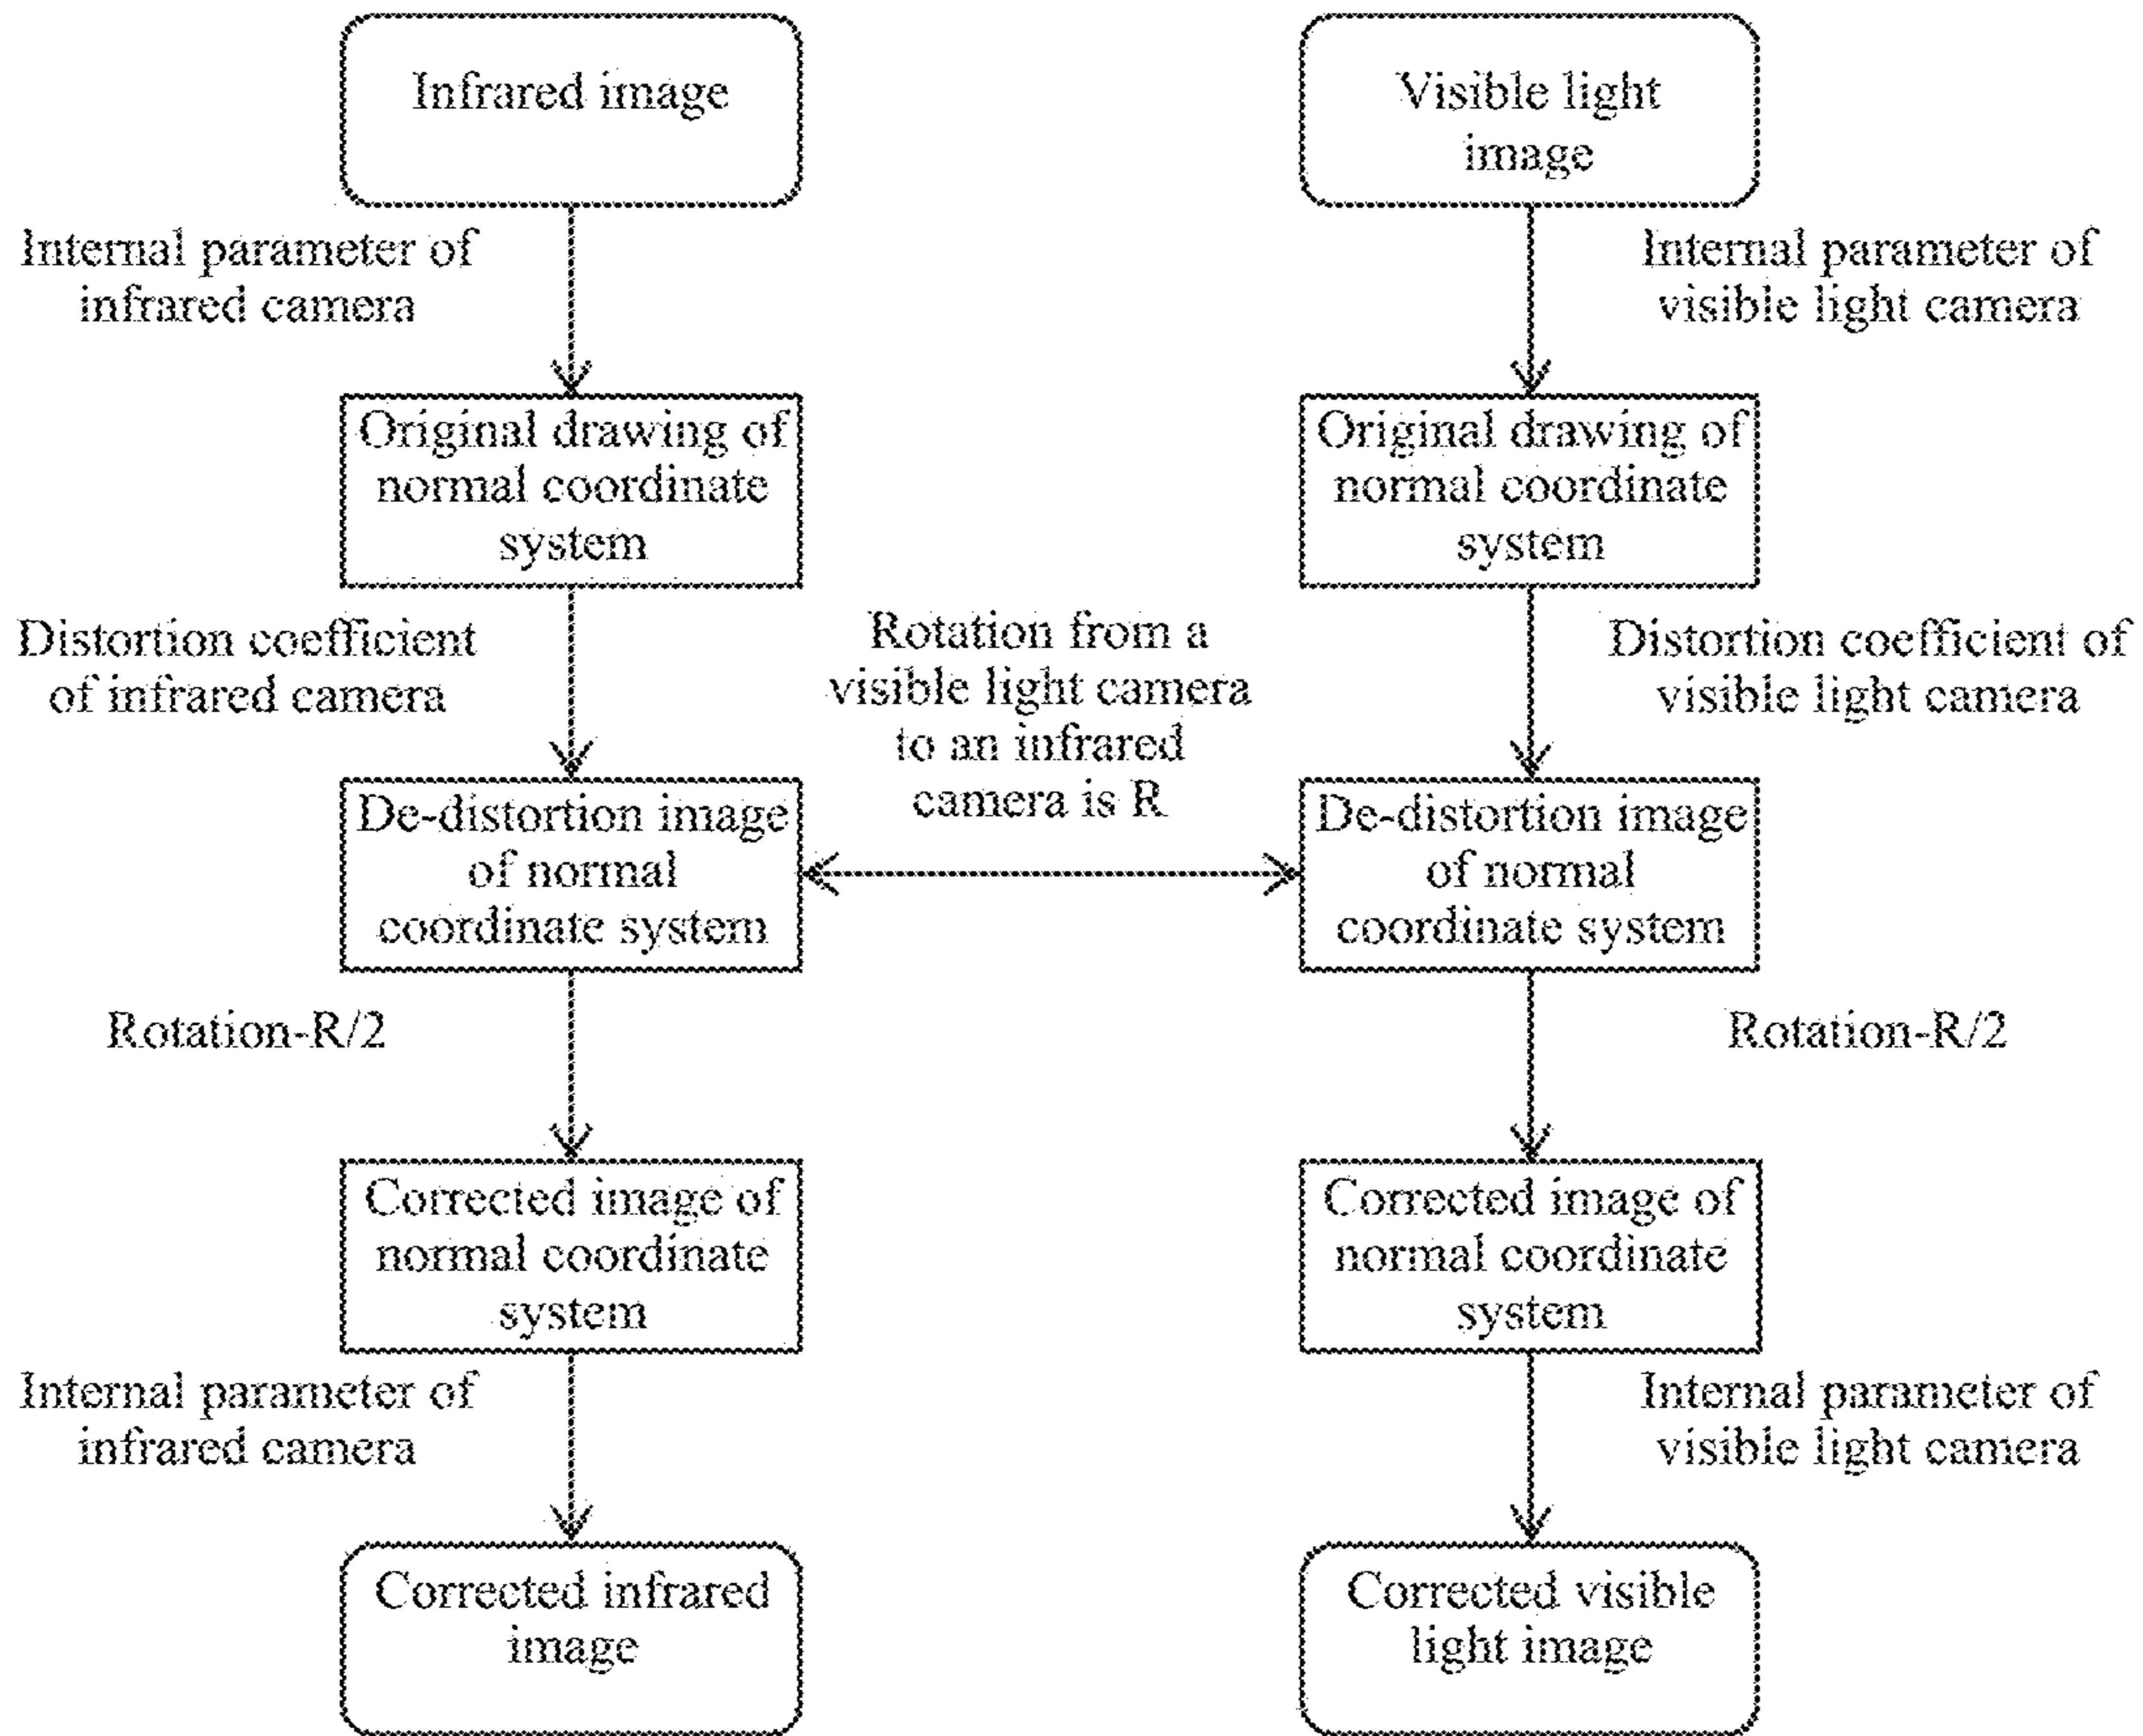 Infrared image
Visible light
image
Internal parameter of
infrared camera
Internal parameter of
visible light camera
Original drawing of
normal coordinate
system
Original drawing of
normal coordinate
system
Distortion coefficient
of infrared camera
Rotation from a
visible light camera
to an infrared
camera is R
Distortion coefficient of
visible light camera
De-distortion image
of normal
coordinate system
De-distortion image
of normal
coordinate system
Rotation-R/2
Rotation-R/2
Corrected image of
normal coordinate
system
Corrected image of
normal coordinate
system
Internal parameter of
infrared camera
Internal parameter of
visible light camera
Corrected infrared
image
Corrected visible
light image